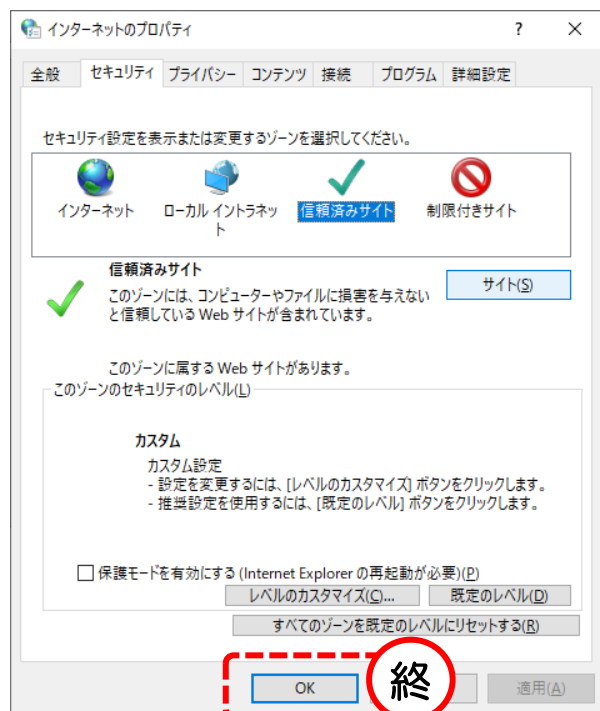 インターネットのプロパティ
? ×
全般 セキュリティ プライバシー コンテンツ 接続 プログラム 詳細設定
セキュリティ設定を表示または変更するゾーンを選択してください。
インターネット
ローカル イントラネッ
ト
信頼済みサイト
制限付きサイト
信頼済みサイト
このゾーンには、コンピューターやファイルに損害を与えない
と信頼している Web サイトが含まれています。
サイト(S)
このゾーンに属する Web サイトがあります。
このゾーンのセキュリティのレベル(L)
カスタム
カスタム設定
- 設定を変更するには、[レベルのカスタマイズ] ボタンをクリックします。
- 推奨設定を使用するには、[既定のレベル] ボタンをクリックします。
保護モードを有効にする (Internet Explorer の再起動が必要)(P)
レベルのカスタマイズ(C)... 既定のレベル(D)
すべてのゾーンを既定のレベルにリセットする(R)
OK 終 適用(A)